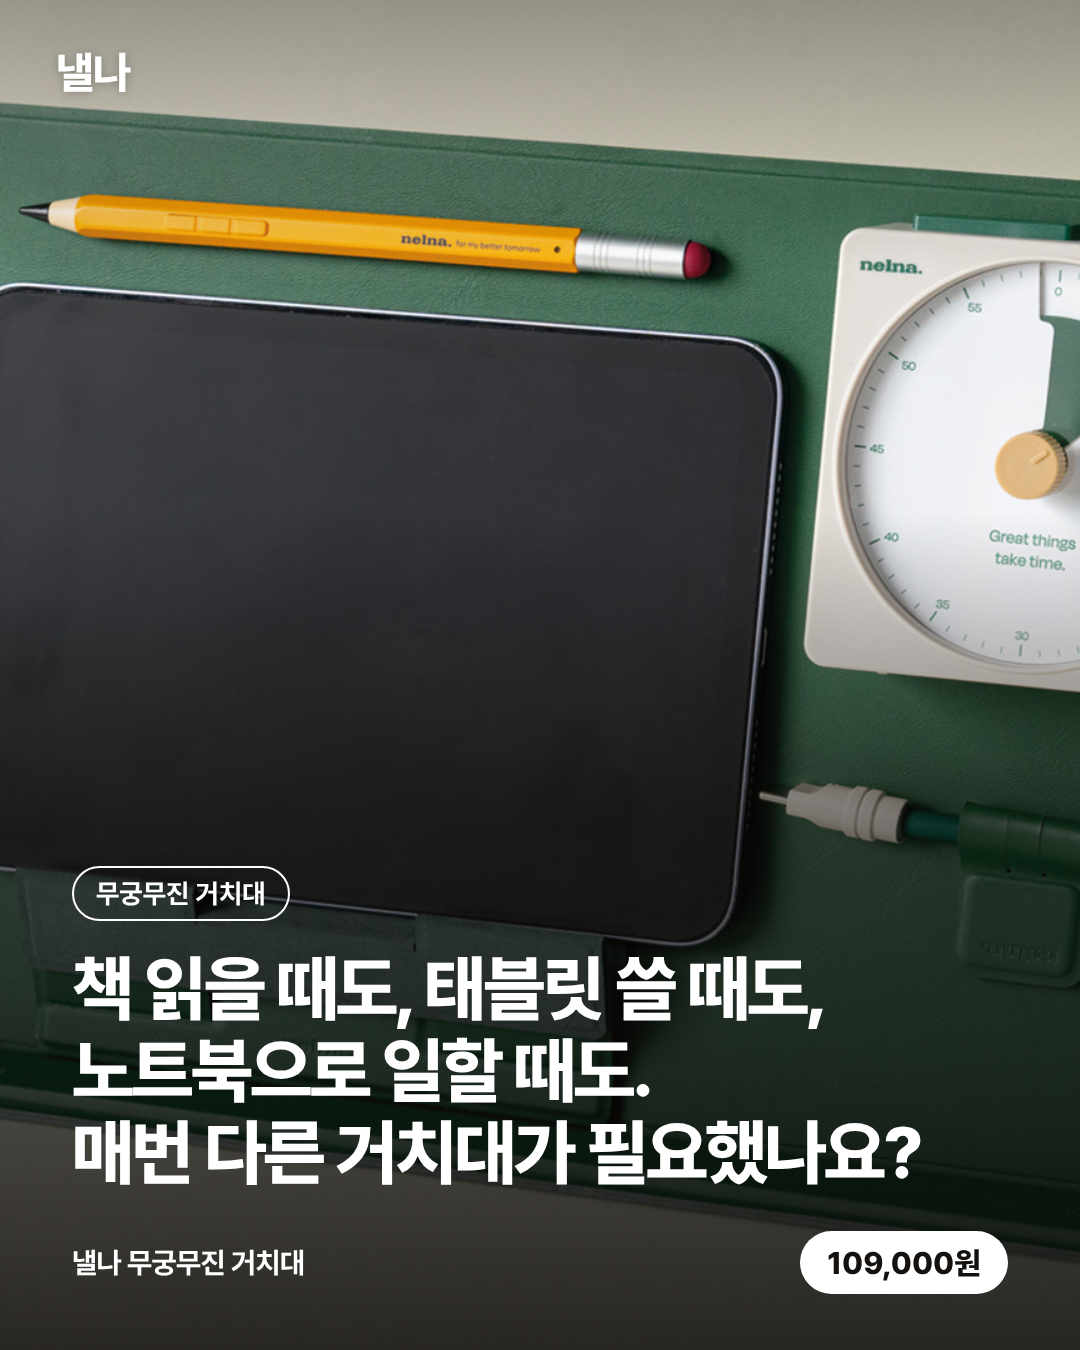 냴나
nelna. for my better tomorrow
nelna.
0
55
50
45
40
35
30
Great things
take time.
무궁무진 거치대
책 읽을 때도, 태블릿 쓸 때도,
노트북으로 일할 때도.
매번 다른 거치대가 필요했나요?
냴나 무궁무진 거치대
109,000원